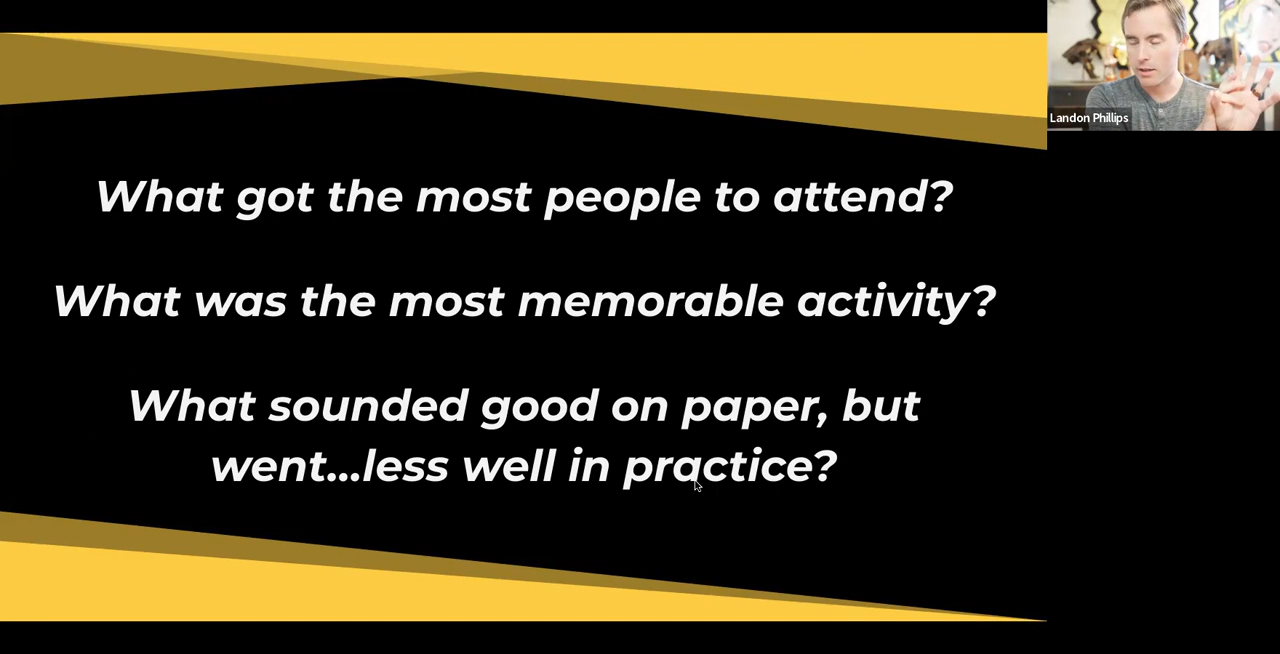 Landon Phillips
What got the most people to attend?
What was the most memorable activity?
What sounded good on paper, but
went...less well in practice?